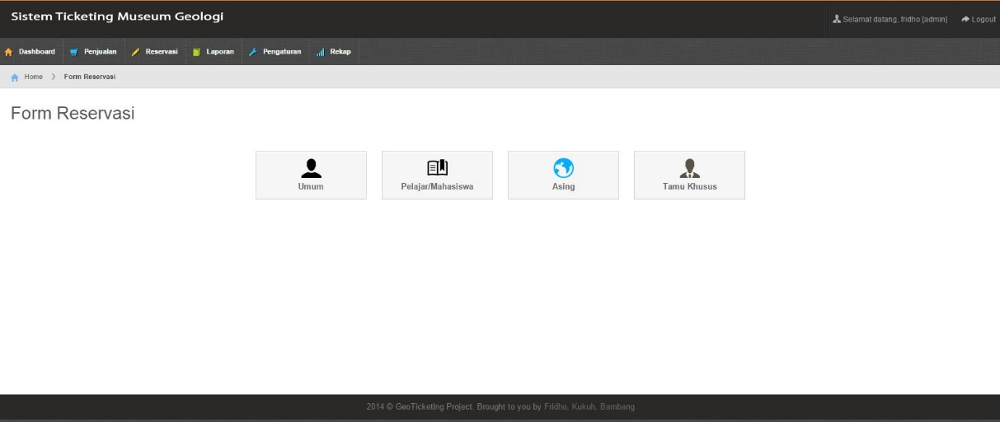 Sistem Ticketing Museum Geologi
Selamat datang, fridho [admin] Logout
Dashboard Penjualan Reservasi Laporan Pengaturan Rekap
Home > Form Reservasi
Form Reservasi
Umum Pelajar/Mahasiswa Asing Tamu Khusus
2014 © GeoTicketing Project. Brought to you by Fridho, Kukuh, Bambang